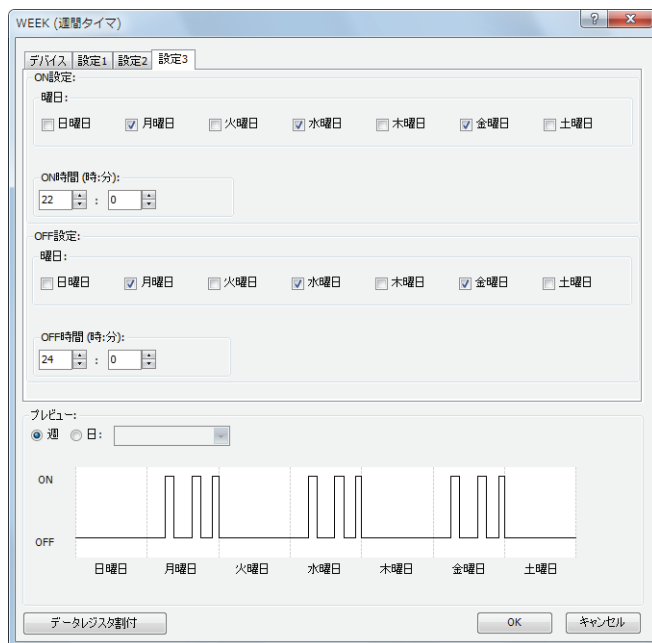 WEEK (週間タイマ)
デバイス 設定1 設定2 設定3
ON設定:
曜日:
日曜日 月曜日 火曜日 水曜日 木曜日 金曜日 土曜日
ON時間 (時:分):
22 : 0
OFF設定:
曜日:
日曜日 月曜日 火曜日 水曜日 木曜日 金曜日 土曜日
OFF時間 (時:分):
24 : 0
プレビュー:
週 日:
ON
OFF
日曜日 月曜日 火曜日 水曜日 木曜日 金曜日 土曜日
データレジスタ割付 OK キャンセル